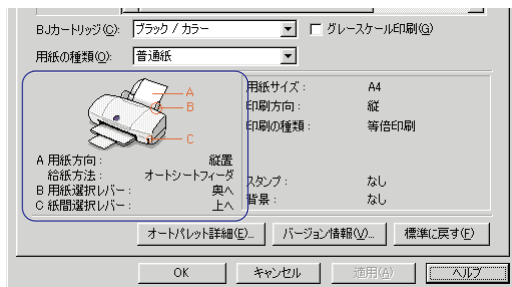 BJカートリッジ(C): ブラック / カラー グレースケール印刷(G)
用紙の種類(O): 普通紙
A
B
C
A 用紙方向: 縦置
給紙方法: オートシートフィーダ
B 用紙選択レバー: 奥へ
C 紙間選択レバー: 上へ
用紙サイズ: A4
印刷方向: 縦
印刷の種類: 等倍印刷
スタンプ: なし
背景: なし
オートパレット詳細(E)... バージョン情報(V)... 標準に戻す(F)
OK キャンセル 適用(A) ヘルプ